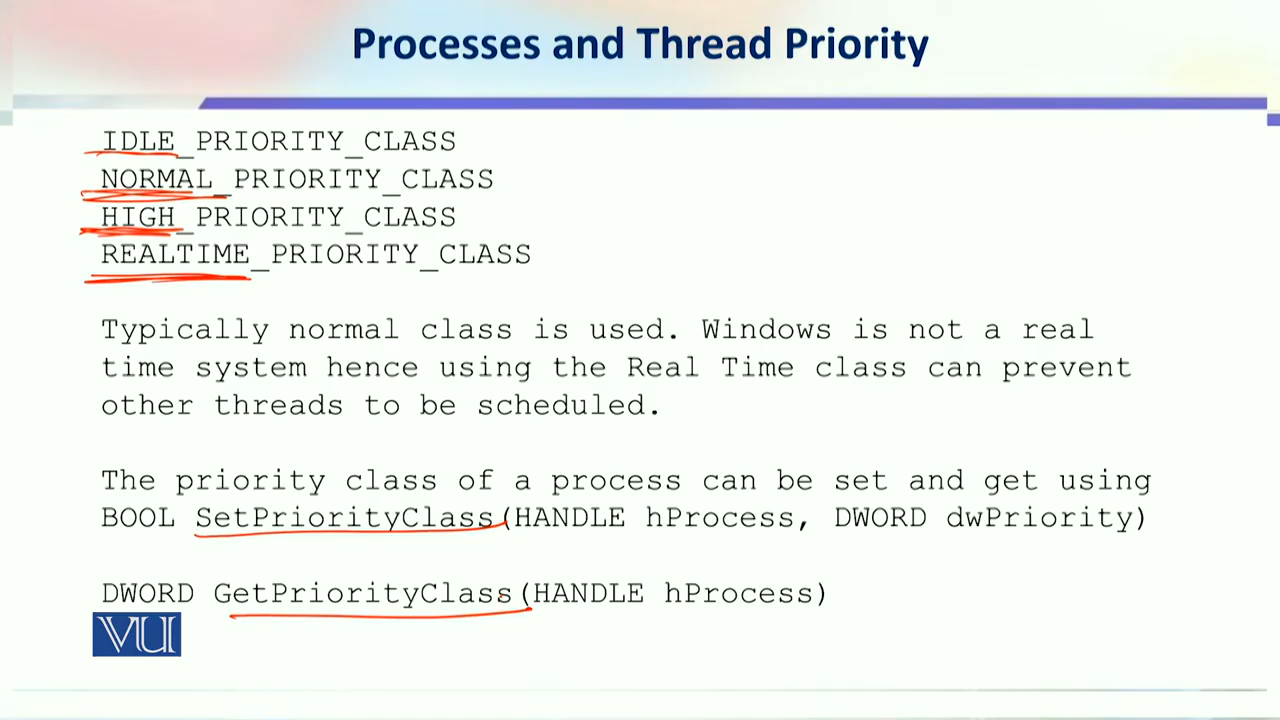 Processes and Thread Priority
IDLE_PRIORITY_CLASS
NORMAL_PRIORITY_CLASS
HIGH_PRIORITY_CLASS
REALTIME_PRIORITY_CLASS
Typically normal class is used. Windows is not a real
time system hence using the Real Time class can prevent
other threads to be scheduled.
The priority class of a process can be set and get using
BOOL SetPriorityClass(HANDLE hProcess, DWORD dwPriority)
DWORD GetPriorityClass(HANDLE hProcess)
VU